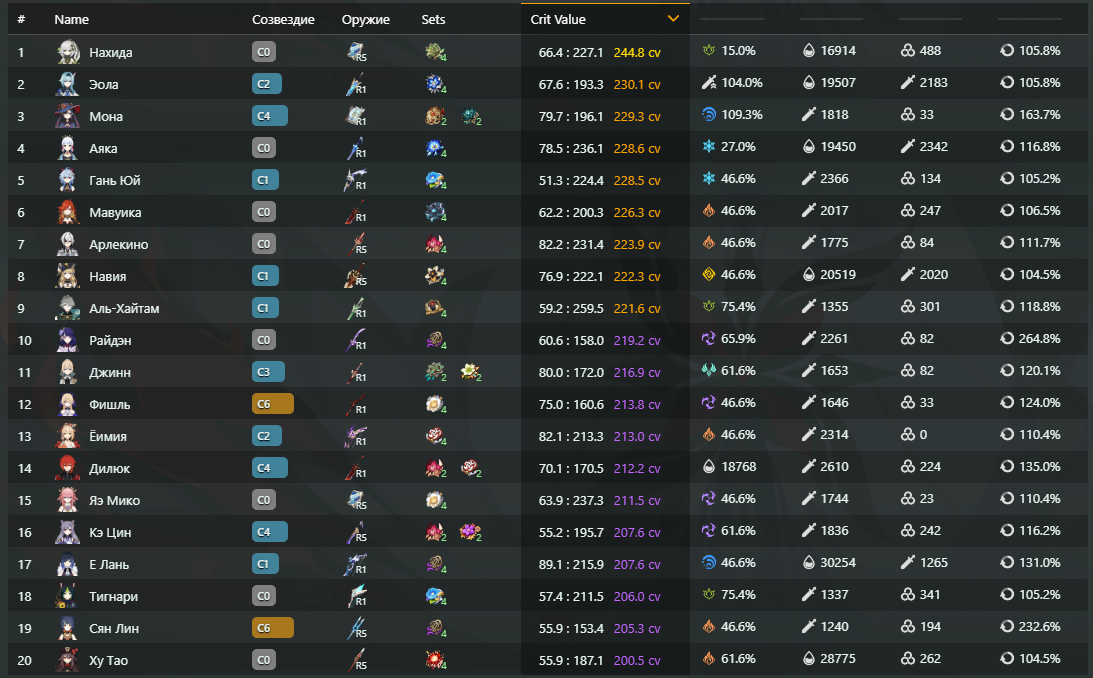 # Name Созвездие Оружие Sets Crit Value
1 Нахида C0 R5 4 66.4 : 227.1 244.8 cv 15.0% 16914 488 105.8%
2 Эола C2 R1 4 67.6 : 193.3 230.1 cv 104.0% 19507 2183 105.8%
3 Мона C4 R1 2 2 79.7 : 196.1 229.3 cv 109.3% 1818 33 163.7%
4 Аяка C0 R1 4 78.5 : 236.1 228.6 cv 27.0% 19450 2342 116.8%
5 Гань Юй C1 R1 4 51.3 : 224.4 228.5 cv 46.6% 2366 134 105.2%
6 Мавуика C0 R1 4 62.2 : 200.3 226.3 cv 46.6% 2017 247 106.5%
7 Арлекино C0 R5 4 82.2 : 231.4 223.9 cv 46.6% 1775 84 111.7%
8 Навия C1 R5 4 76.9 : 222.1 222.3 cv 46.6% 20519 2020 104.5%
9 Аль-Хайтам C1 R1 4 59.2 : 259.5 221.6 cv 75.4% 1355 301 118.8%
10 Райдэн C0 R1 4 60.6 : 158.0 219.2 cv 65.9% 2261 82 264.8%
11 Джинн C3 R1 2 2 80.0 : 172.0 216.9 cv 61.6% 1653 82 120.1%
12 Фишль C6 R1 4 75.0 : 160.6 213.8 cv 46.6% 1646 33 124.0%
13 Ёимия C2 R1 4 82.1 : 213.3 213.0 cv 46.6% 2314 0 110.4%
14 Дилюк C4 R1 2 2 70.1 : 170.5 212.2 cv 18768 2610 224 135.0%
15 Яэ Мико C0 R5 4 63.9 : 237.3 211.5 cv 46.6% 1744 23 110.4%
16 Кэ Цин C4 R5 2 2 55.2 : 195.7 207.6 cv 61.6% 1836 242 116.2%
17 Е Лань C1 R1 4 89.1 : 215.9 207.6 cv 46.6% 30254 1265 131.0%
18 Тигнари C0 R1 4 57.4 : 211.5 206.0 cv 75.4% 1337 341 105.2%
19 Сян Лин C6 R5 4 55.9 : 153.4 205.3 cv 46.6% 1240 194 232.6%
20 Ху Тао C0 R5 4 55.9 : 187.1 200.5 cv 61.6% 28775 262 104.5%